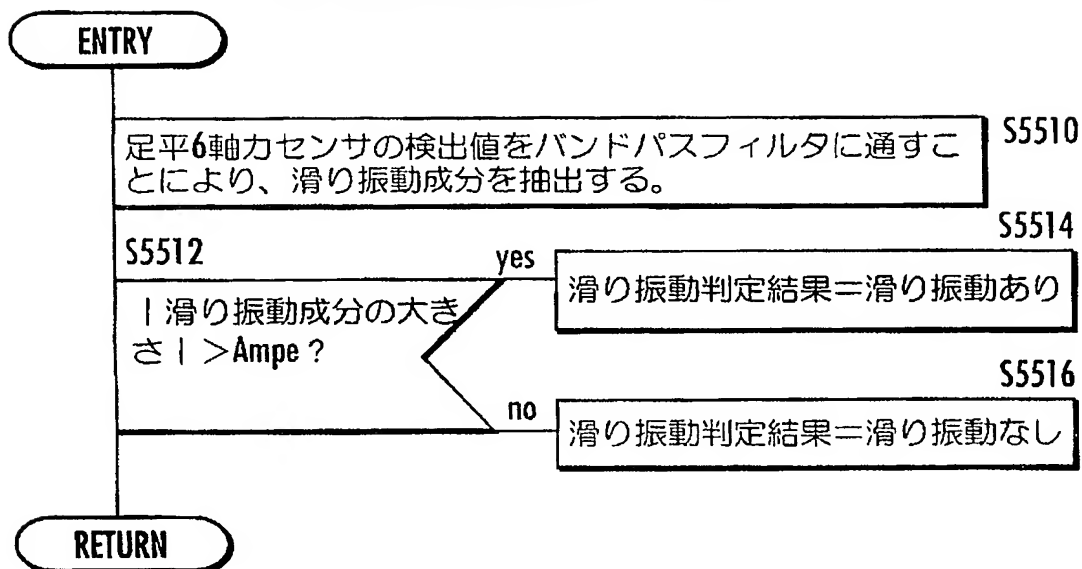 ENTRY
足平6軸力センサの検出値をバンドパスフィルタに通すこ
とにより、滑り振動成分を抽出する。
S5510
S5512
|滑り振動成分の大き
さ|>Ampe?
yes
S5514
滑り振動判定結果=滑り振動あり
no
S5516
滑り振動判定結果=滑り振動なし
RETURN